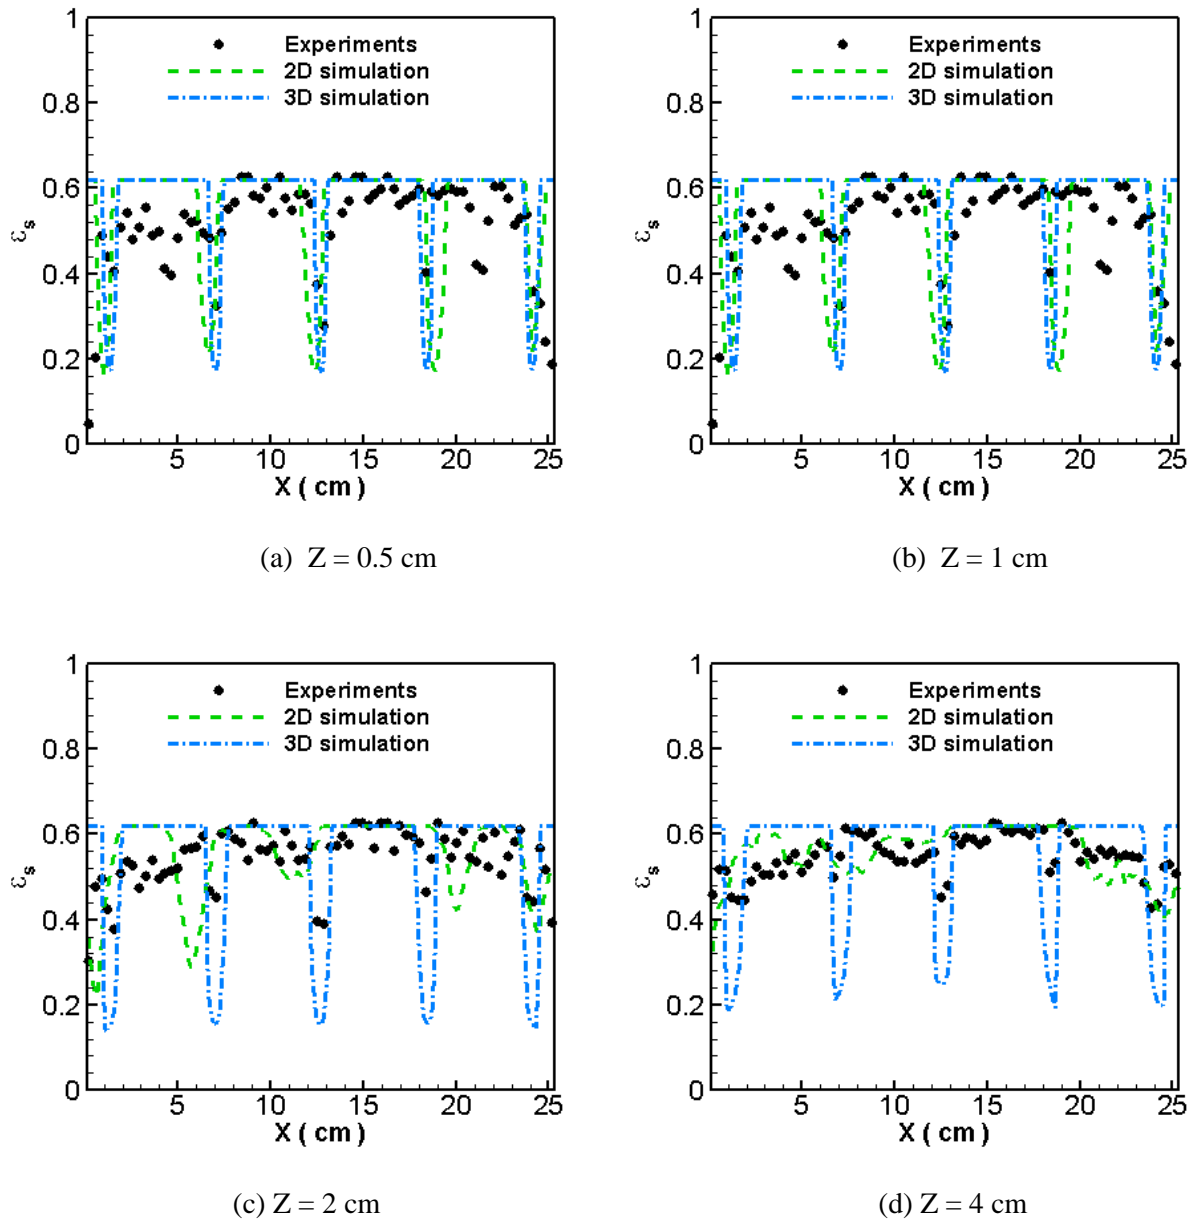 1
0.8
0.6
0.4
0.2
0
εs
Experiments
2D simulation
3D simulation
5
10
15
20
25
X ( cm )
(a) Z = 0.5 cm
1
0.8
0.6
0.4
0.2
0
εs
Experiments
2D simulation
3D simulation
5
10
15
20
25
X ( cm )
(b) Z = 1 cm
1
0.8
0.6
0.4
0.2
0
εs
Experiments
2D simulation
3D simulation
5
10
15
20
25
X ( cm )
(c) Z = 2 cm
1
0.8
0.6
0.4
0.2
0
εs
Experiments
2D simulation
3D simulation
5
10
15
20
25
X ( cm )
(d) Z = 4 cm